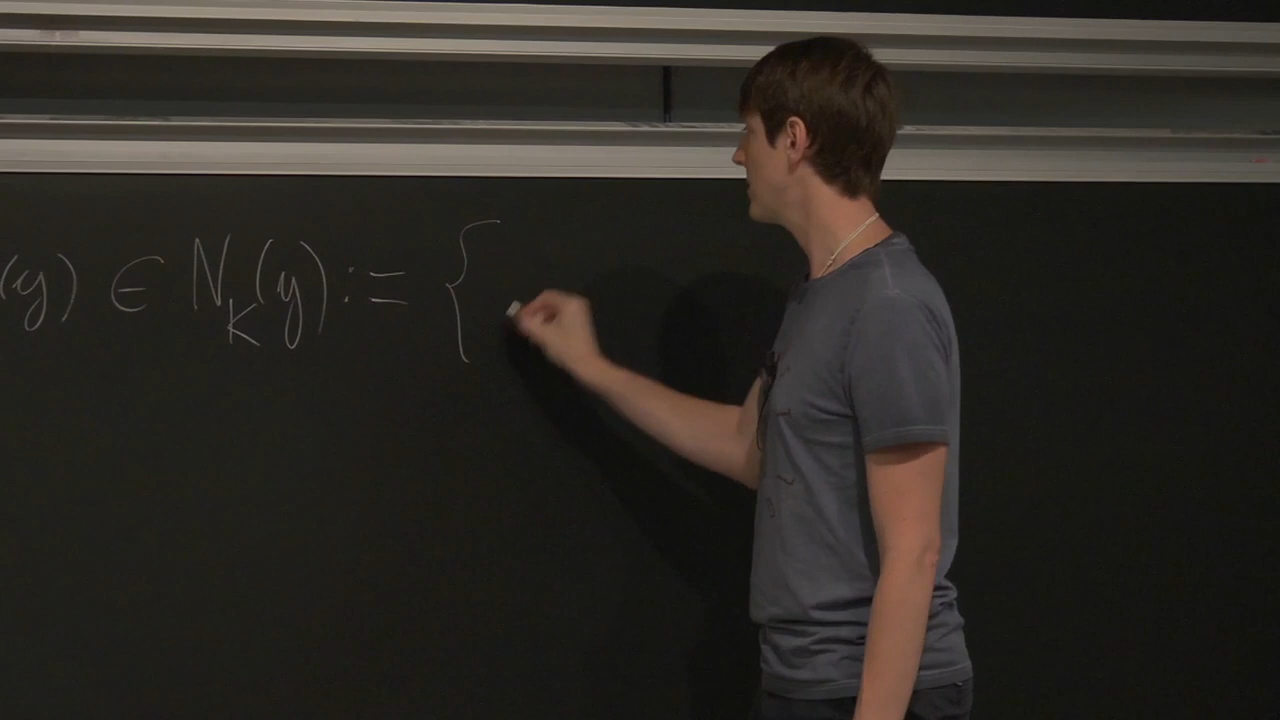 (y) ∈ N_K(y) := {